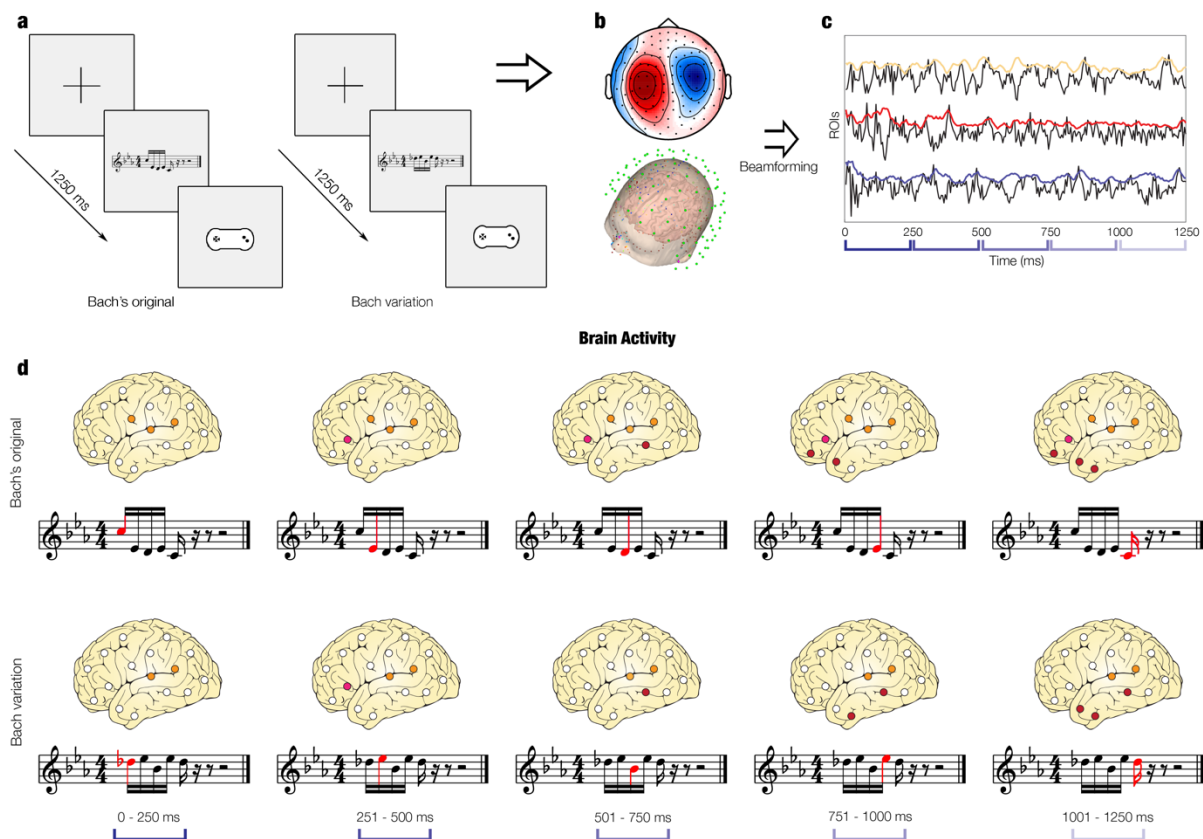 a
b
c
1250 ms
1250 ms
Bach's original
Bach variation
Beamforming
ROIs
0 250 500 750 1000 1250
Time (ms)
Brain Activity
d
Bach's original
Bach variation
0 - 250 ms
251 - 500 ms
501 - 750 ms
751 - 1000 ms
1001 - 1250 ms